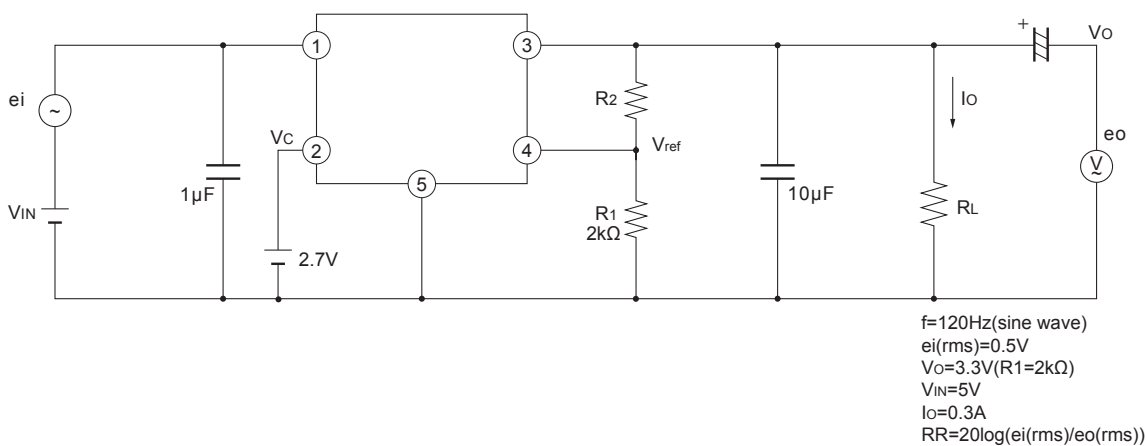 1
3
+
VO
ei
~
R2
IO
VC
2
4
Vref
eo
V
~
5
1µF
R1
2kΩ
10µF
RL
VIN
2.7V
f=120Hz(sine wave)
ei(rms)=0.5V
VO=3.3V(R1=2kΩ)
VIN=5V
IO=0.3A
RR=20log(ei(rms)/eo(rms))